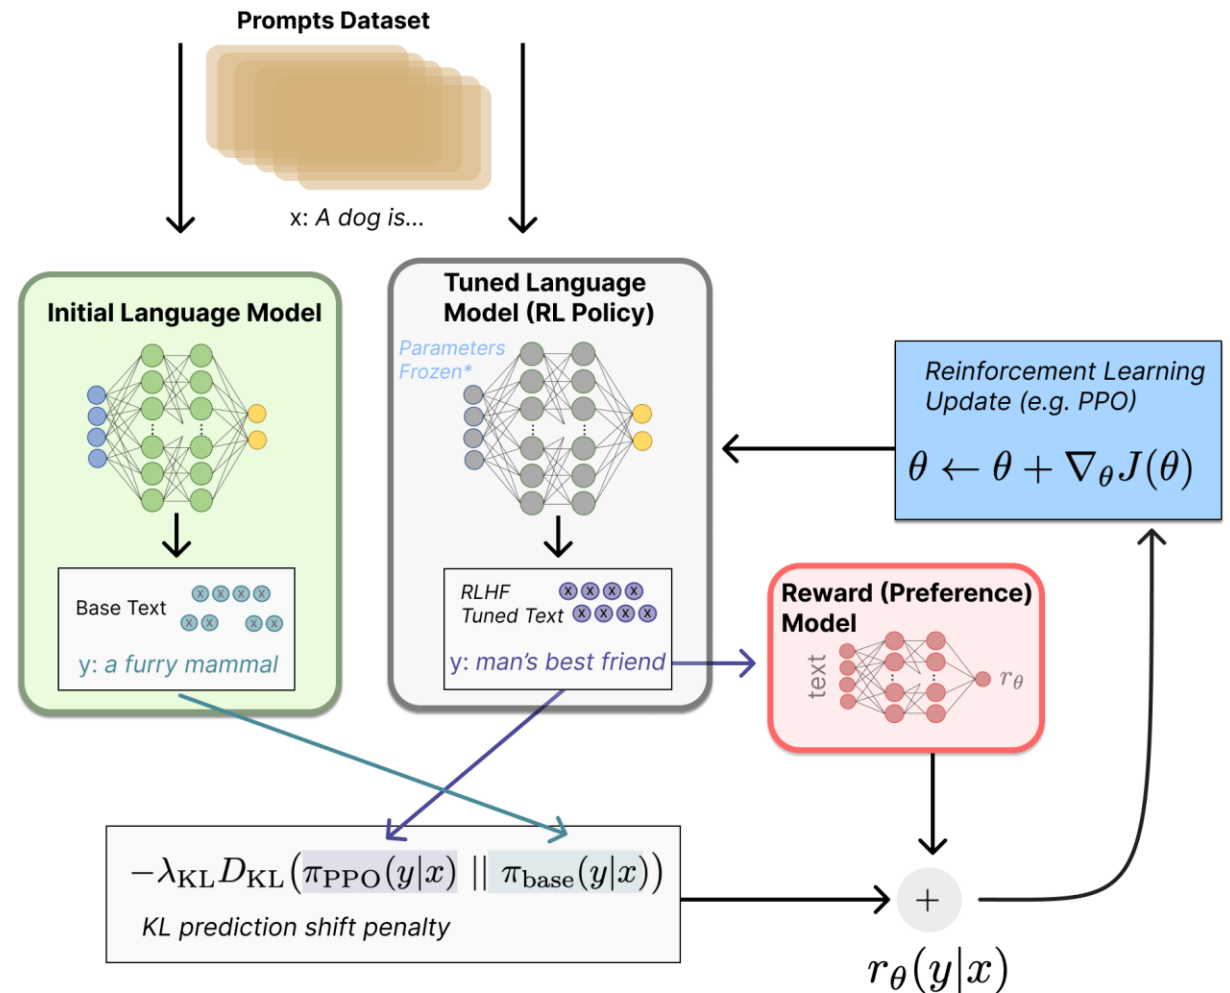 Prompts Dataset
x: A dog is...
Initial Language Model
Tuned Language
Model (RL Policy)
Parameters
Frozen*
Base Text
x x x x
x x x x
y: a furry mammal
RLHF
Tuned Text
x x x x
x x x x
y: man's best friend
Reinforcement Learning
Update (e.g. PPO)
θ ← θ + ∇θJ(θ)
Reward (Preference)
Model
text
rθ
−λKL DKL(πPPO(y|x) || πbase(y|x))
KL prediction shift penalty
+
rθ(y|x)